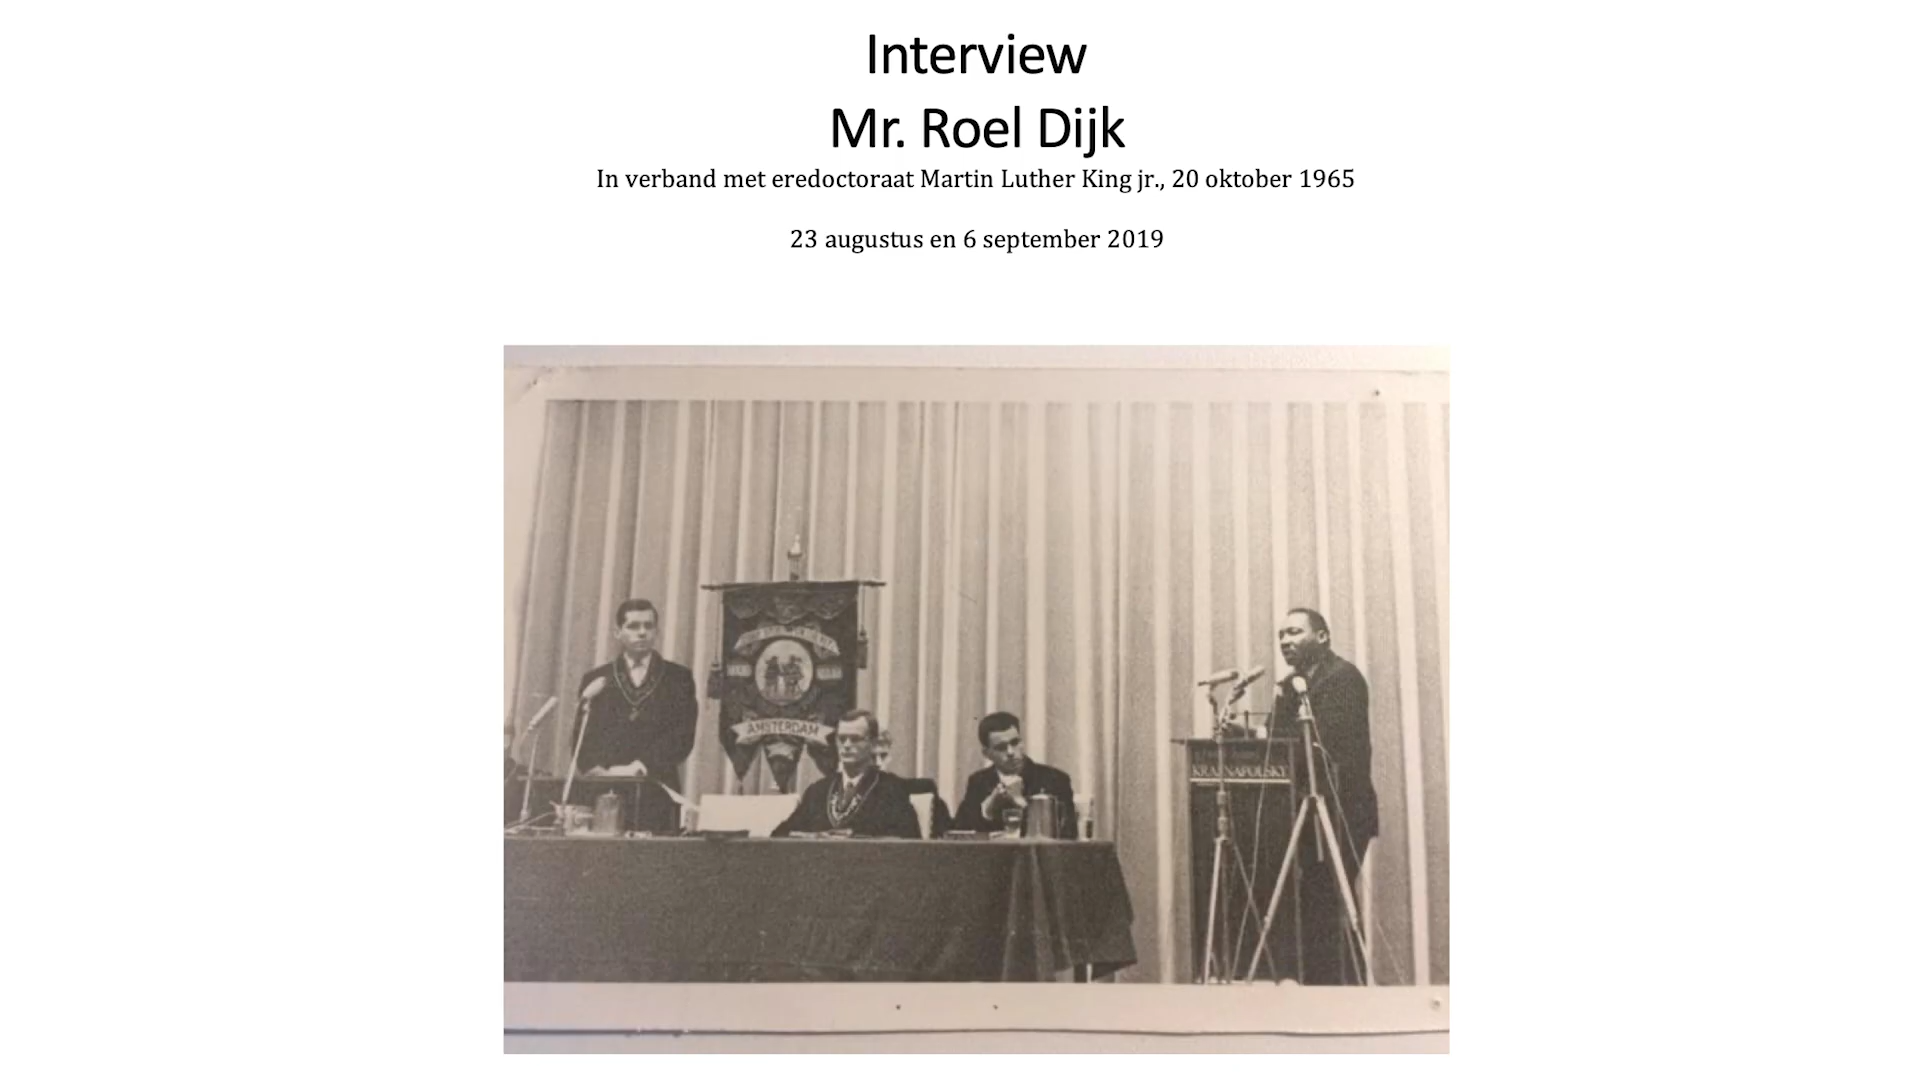 Interview
Mr. Roel Dijk
In verband met eredoctoraat Martin Luther King jr., 20 oktober 1965
23 augustus en 6 september 2019
AMSTERDAM
KRASNAPOLSKY